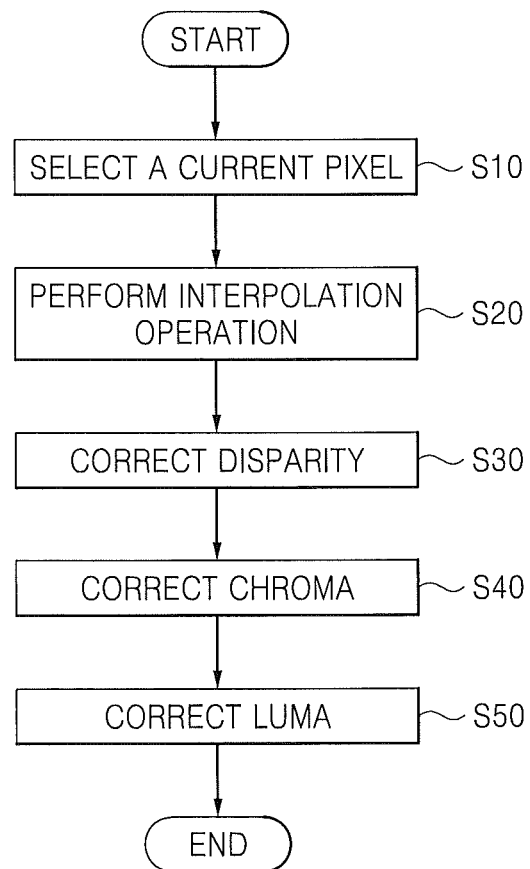 START
SELECT A CURRENT PIXEL
S10
PERFORM INTERPOLATION
OPERATION
S20
CORRECT DISPARITY
S30
CORRECT CHROMA
S40
CORRECT LUMA
S50
END